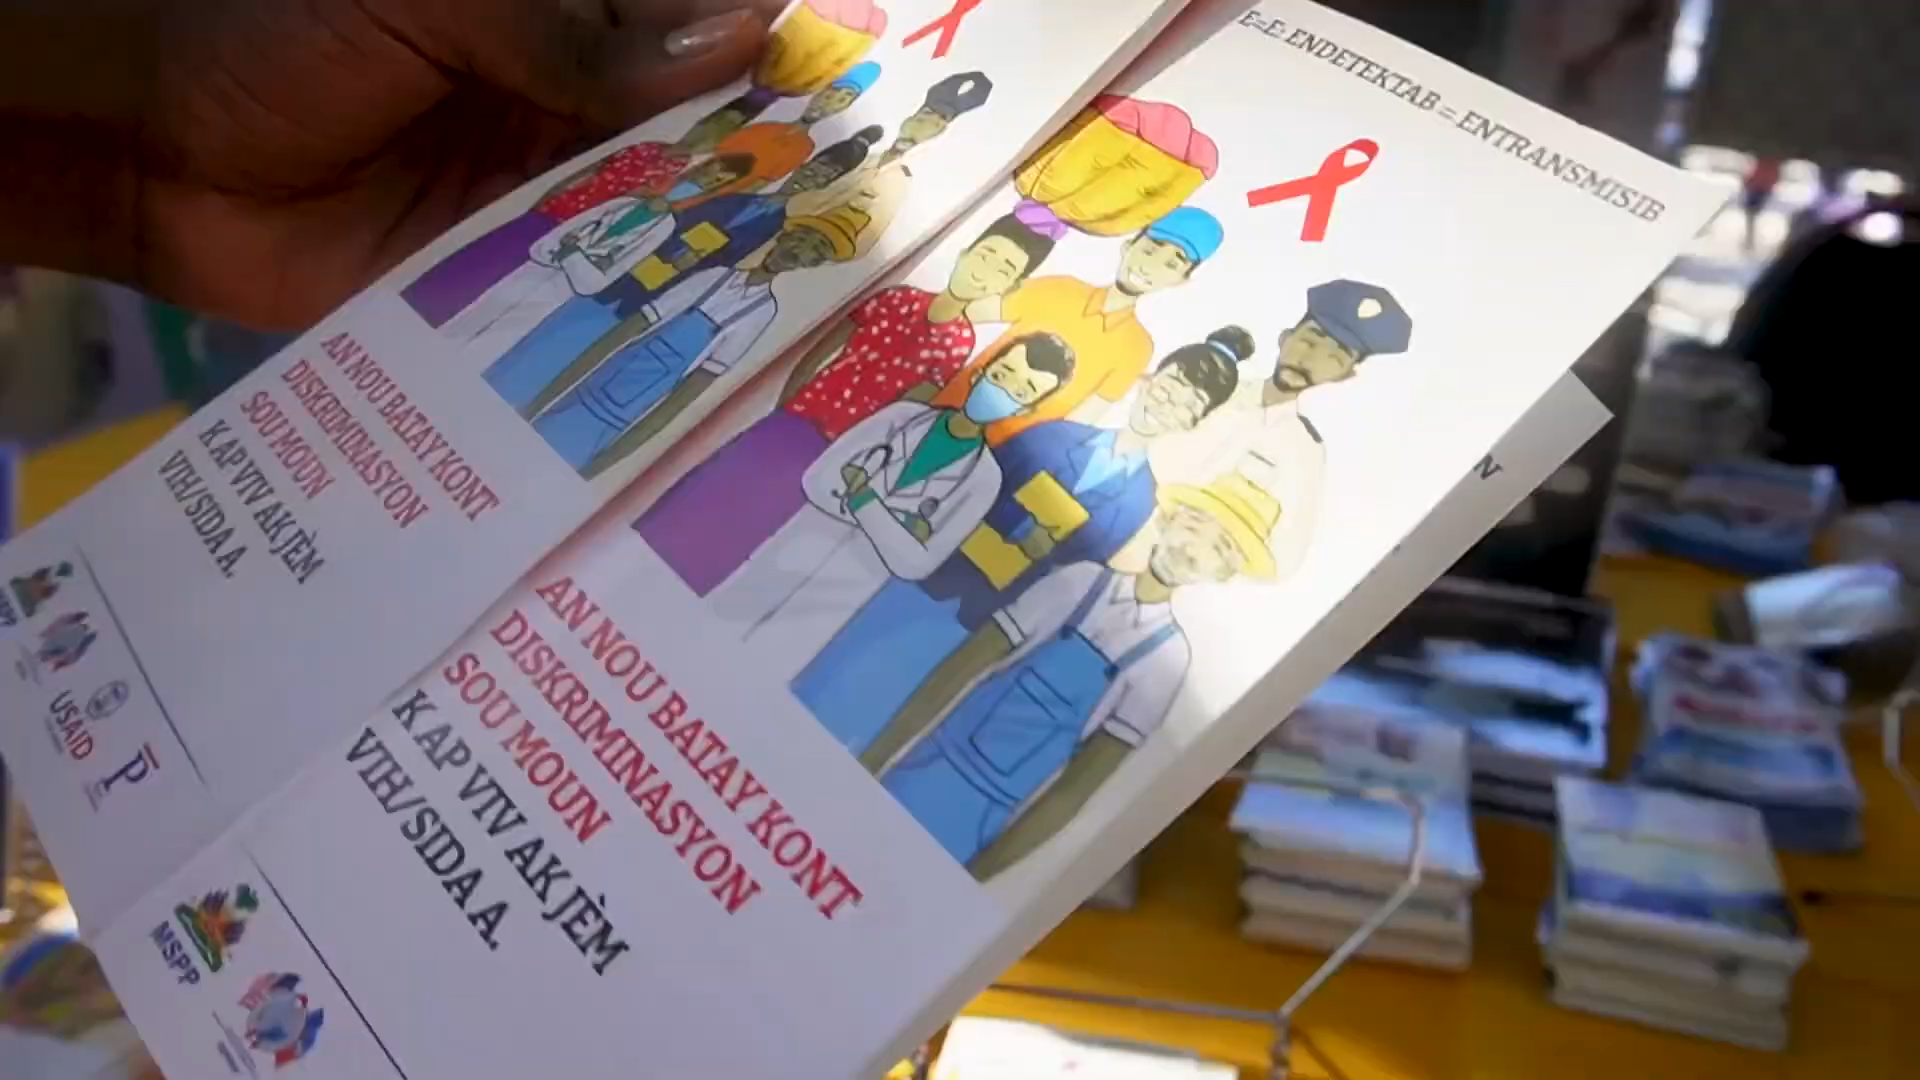 AN NOU BATAY KONT
DISKRIMINASYON
SOU MOUN
K AP VIV AK JÈM
VIH/SIDA A.
USAID
E=E: ENDETEKTAB = ENTRANSMISIB
AN NOU BATAY KONT
DISKRIMINASYON
SOU MOUN
K AP VIV AK JÈM
VIH/SIDA A.
MSPP